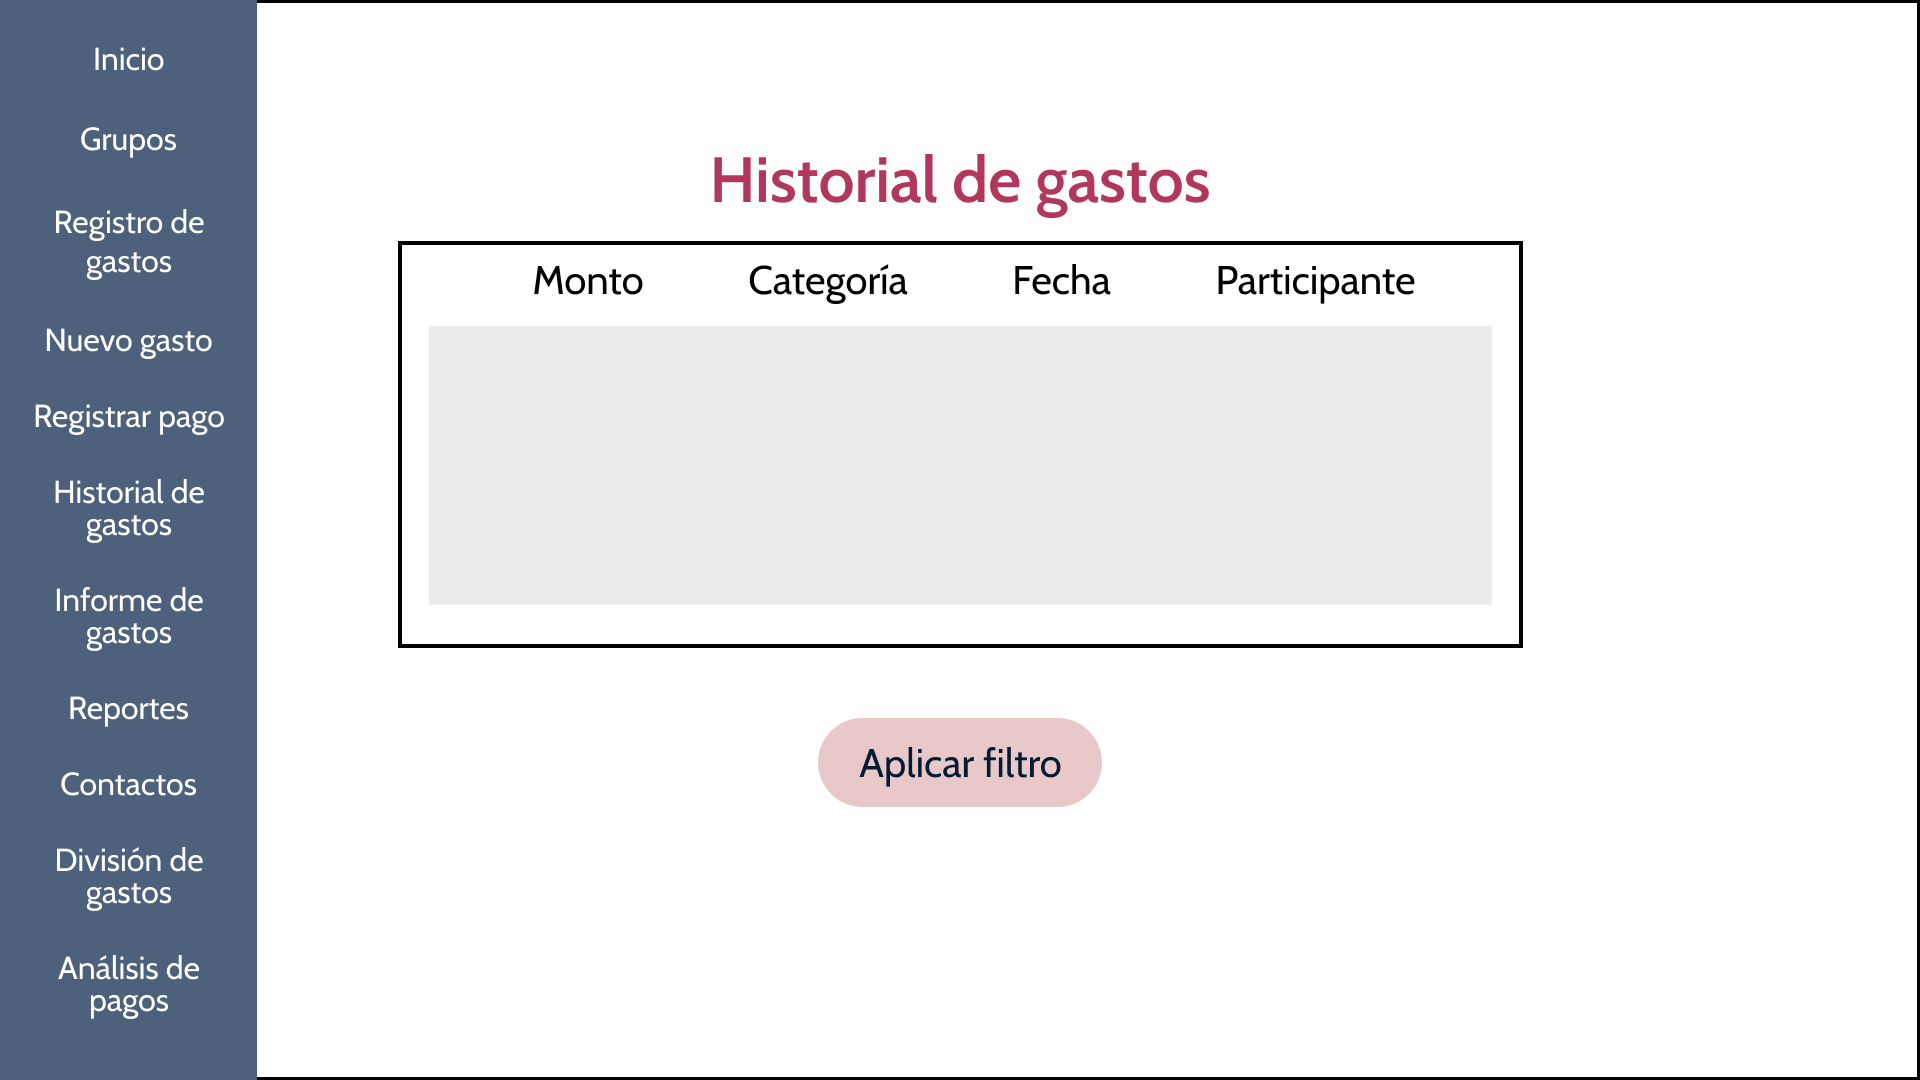 Inicio
Grupos
Registro de
gastos
Nuevo gasto
Registrar pago
Historial de
gastos
Informe de
gastos
Reportes
Contactos
División de
gastos
Análisis de
pagos
Historial de gastos
Monto Categoría Fecha Participante
Aplicar filtro